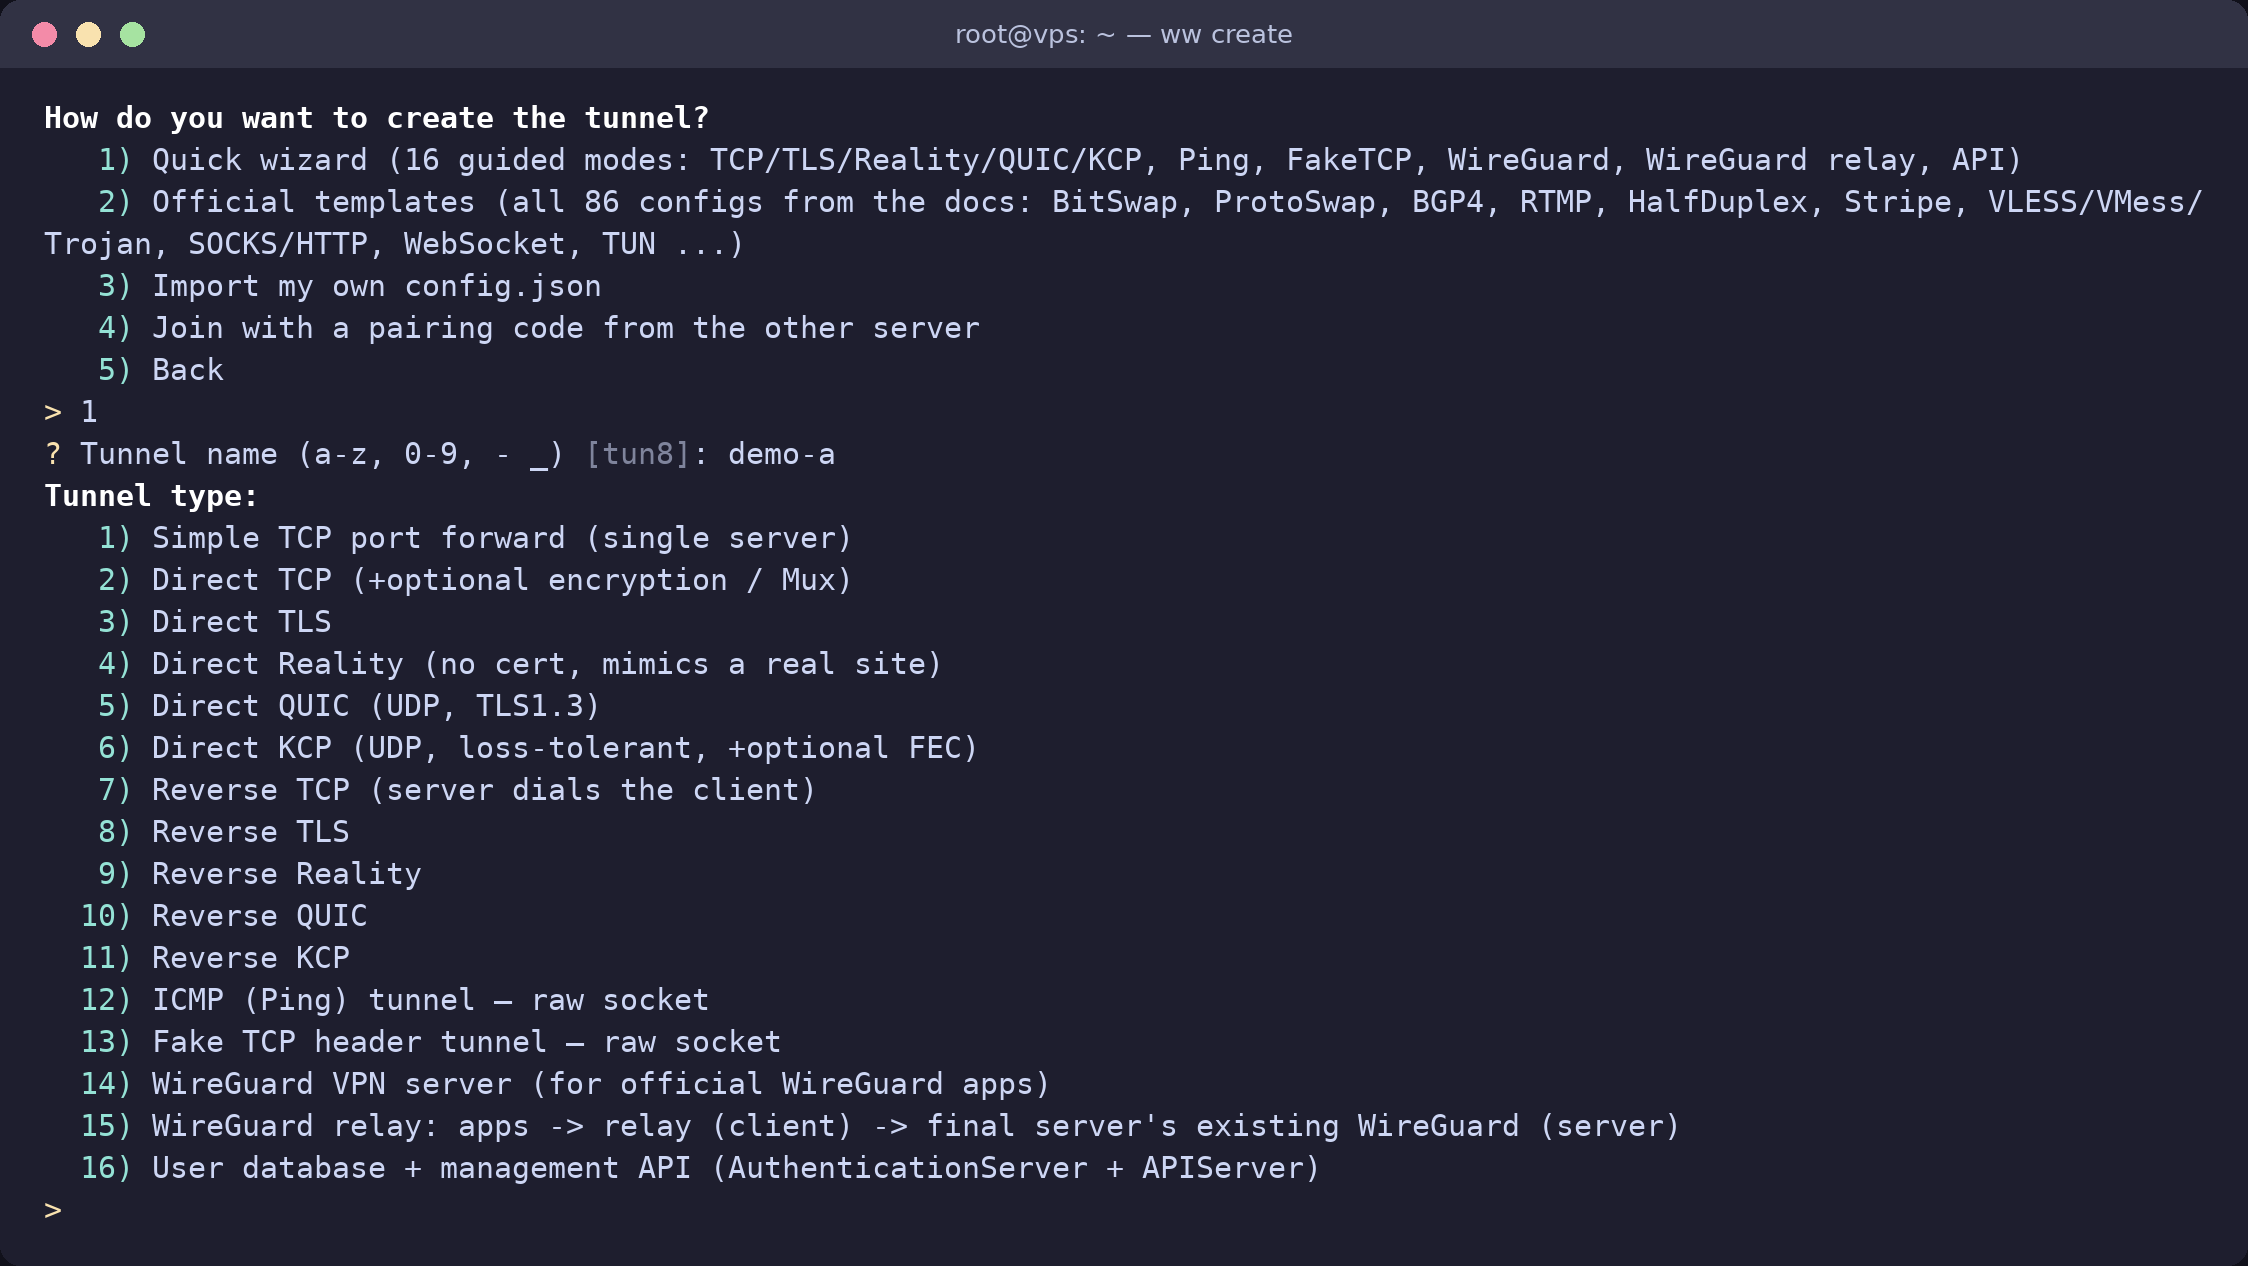 root@vps: ~ — ww create
How do you want to create the tunnel?
1) Quick wizard (16 guided modes: TCP/TLS/Reality/QUIC/KCP, Ping, FakeTCP, WireGuard, WireGuard relay, API)
2) Official templates (all 86 configs from the docs: BitSwap, ProtoSwap, BGP4, RTMP, HalfDuplex, Stripe, VLESS/VMess/
Trojan, SOCKS/HTTP, WebSocket, TUN ...)
3) Import my own config.json
4) Join with a pairing code from the other server
5) Back
> 1
? Tunnel name (a-z, 0-9, - _) [tun8]: demo-a
Tunnel type:
1) Simple TCP port forward (single server)
2) Direct TCP (+optional encryption / Mux)
3) Direct TLS
4) Direct Reality (no cert, mimics a real site)
5) Direct QUIC (UDP, TLS1.3)
6) Direct KCP (UDP, loss-tolerant, +optional FEC)
7) Reverse TCP (server dials the client)
8) Reverse TLS
9) Reverse Reality
10) Reverse QUIC
11) Reverse KCP
12) ICMP (Ping) tunnel — raw socket
13) Fake TCP header tunnel — raw socket
14) WireGuard VPN server (for official WireGuard apps)
15) WireGuard relay: apps -> relay (client) -> final server's existing WireGuard (server)
16) User database + management API (AuthenticationServer + APIServer)
>